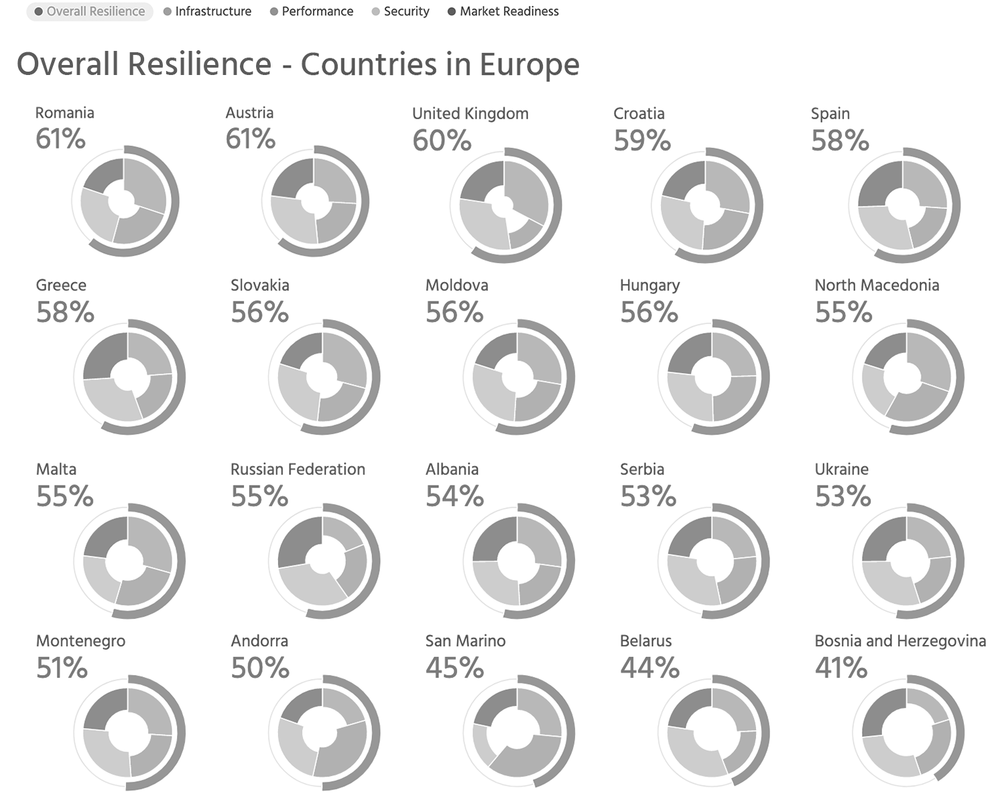 Overall Resilience Infrastructure Performance Security Market Readiness
Overall Resilience - Countries in Europe
Romania Austria United Kingdom Croatia Spain
61% 61% 60% 59% 58%
Greece Slovakia Moldova Hungary North Macedonia
58% 56% 56% 56% 55%
Malta Russian Federation Albania Serbia Ukraine
55% 55% 54% 53% 53%
Montenegro Andorra San Marino Belarus Bosnia and Herzegovina
51% 50% 45% 44% 41%